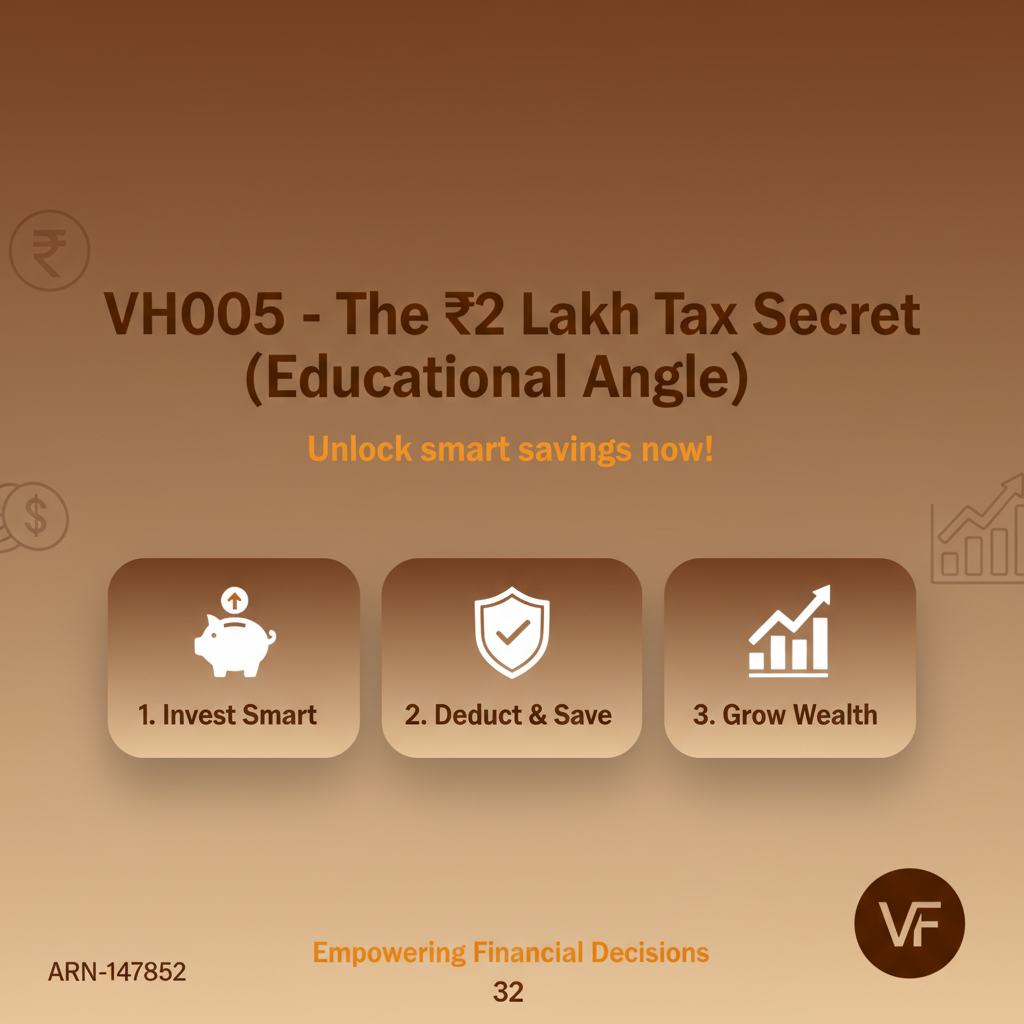 ₹
VH005 - The ₹2 Lakh Tax Secret
(Educational Angle)
Unlock smart savings now!
$
1. Invest Smart
2. Deduct & Save
3. Grow Wealth
VF
Empowering Financial Decisions
ARN-147852
32